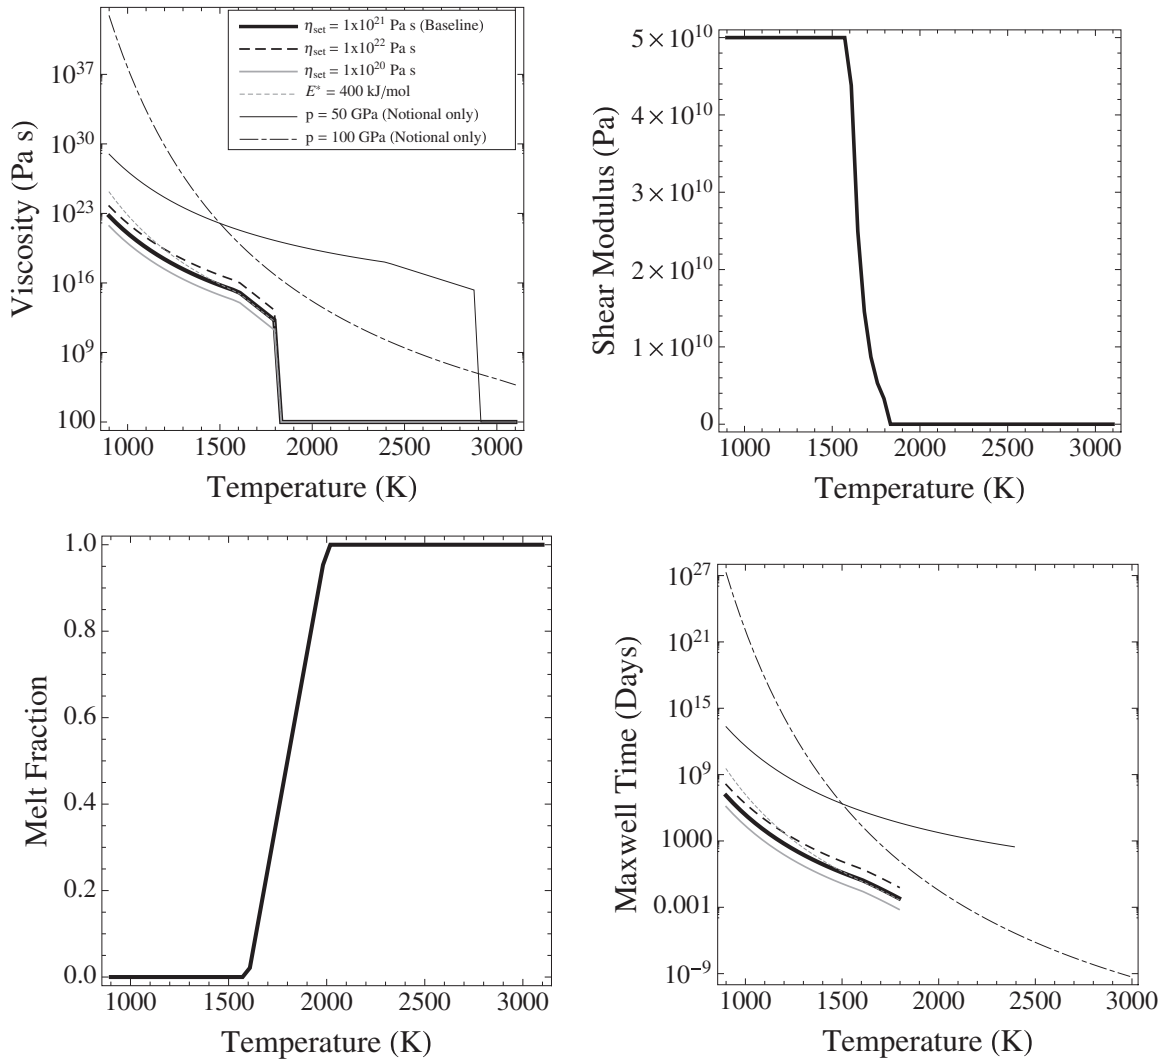 η_set = 1x10^21 Pa s (Baseline)
η_set = 1x10^22 Pa s
η_set = 1x10^20 Pa s
E* = 400 kJ/mol
p = 50 GPa (Notional only)
p = 100 GPa (Notional only)
Viscosity (Pa s)
10^37
10^30
10^23
10^16
10^9
100
1000 1500 2000 2500 3000
Temperature (K)
Shear Modulus (Pa)
5 × 10^10
4 × 10^10
3 × 10^10
2 × 10^10
1 × 10^10
0
1000 1500 2000 2500 3000
Temperature (K)
Melt Fraction
1.0
0.8
0.6
0.4
0.2
0.0
1000 1500 2000 2500 3000
Temperature (K)
Maxwell Time (Days)
10^27
10^21
10^15
10^9
1000
0.001
10^-9
1000 1500 2000 2500 3000
Temperature (K)